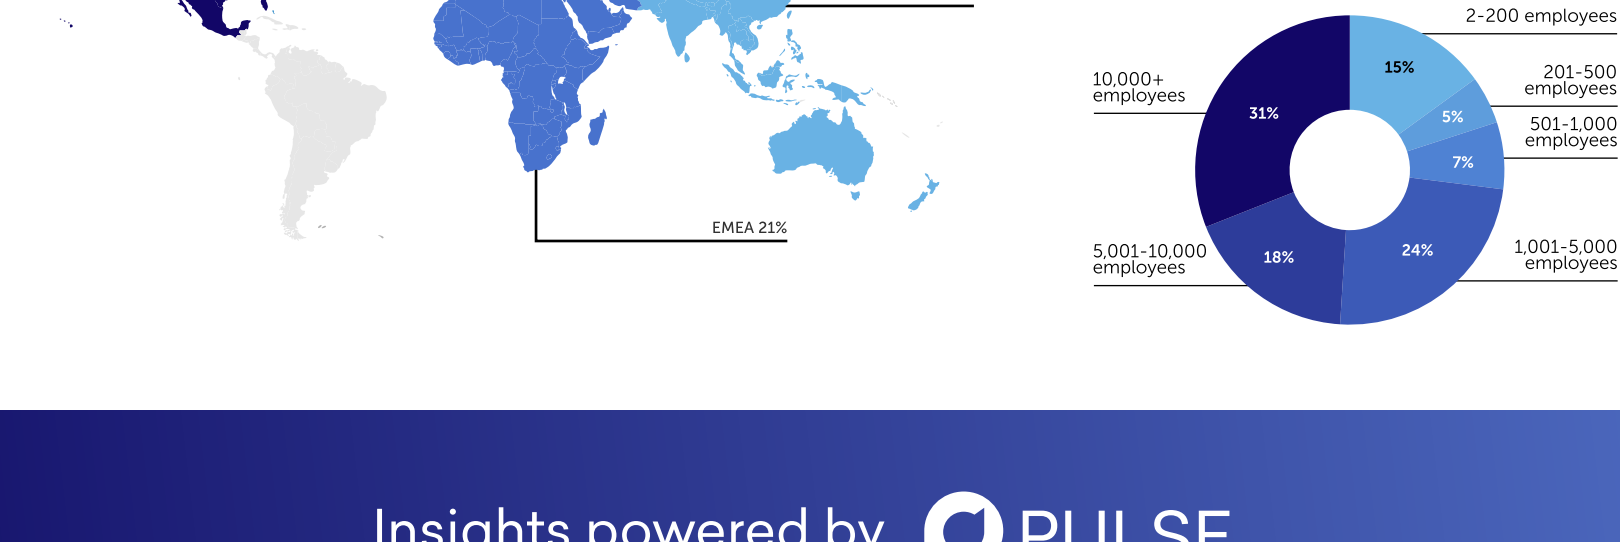 EMEA 21%
2-200 employees
15%
201-500
employees
5%
501-1,000
employees
7%
1,001-5,000
employees
24%
5,001-10,000
employees
18%
10,000+
employees
31%
Insights powered by PULSE